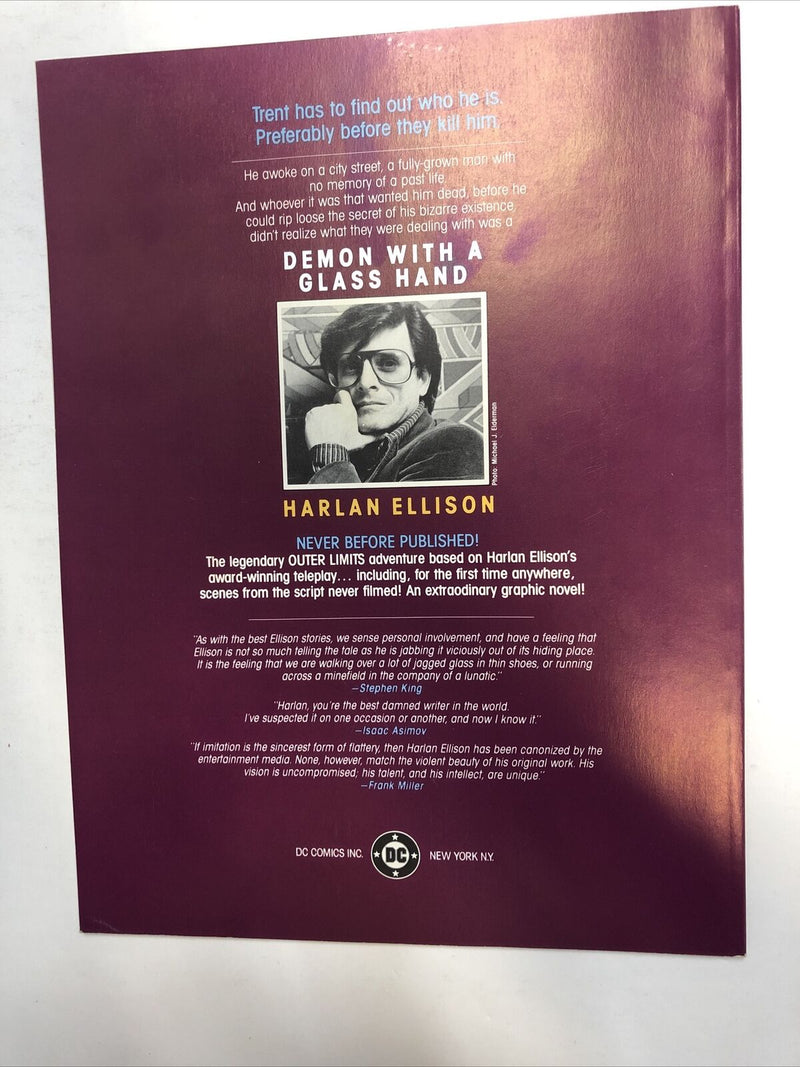 Trent has to find out who he is.
Preferably before they kill him.
He awoke on a city street, a fully-grown man with
no memory of a past life.
And whoever it was that wanted him dead, before he
could rip loose the secret of his bizarre existence,
didn't realize what they were dealing with was a
DEMON WITH A
GLASS HAND
Photo: Michael J. Elderman
HARLAN ELLISON
NEVER BEFORE PUBLISHED!
The legendary OUTER LIMITS adventure based on Harlan Ellison's
award-winning teleplay... including, for the first time anywhere,
scenes from the script never filmed! An extraodinary graphic novel!
"As with the best Ellison stories, we sense personal involvement, and have a feeling that
Ellison is not so much telling the tale as he is jabbing it viciously out of its hiding place.
It is the feeling that we are walking over a lot of jagged glass in thin shoes, or running
across a minefield in the company of a lunatic."
—Stephen King
"Harlan, you're the best damned writer in the world.
I've suspected it on one occasion or another, and now I know it."
—Isaac Asimov
"If imitation is the sincerest form of flattery, then Harlan Ellison has been canonized by the
entertainment media. None, however, match the violent beauty of his original work. His
vision is uncompromised; his talent, and his intellect, are unique."
—Frank Miller
DC COMICS INC. DC NEW YORK N.Y.